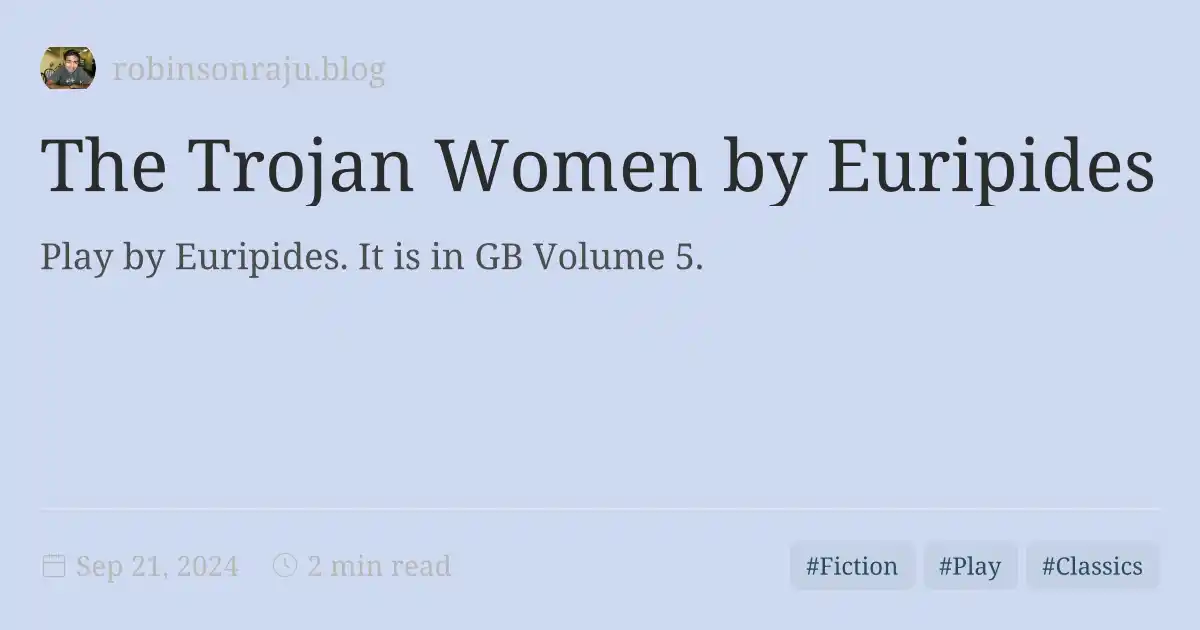 robinsonraju.blog
The Trojan Women by Euripides
Play by Euripides. It is in GB Volume 5.
Sep 21, 2024 2 min read #Fiction #Play #Classics